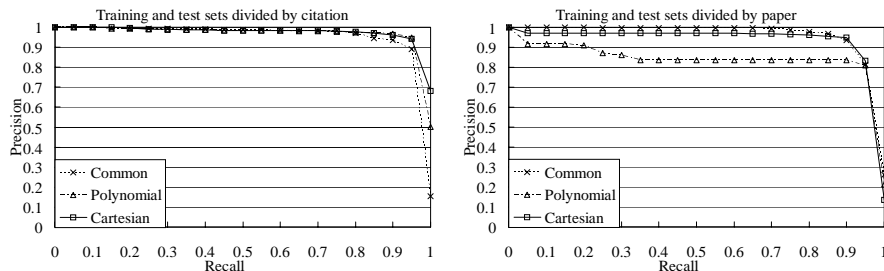 Training and test sets divided by citation
1
0.9
0.8
0.7
0.6
0.5
0.4
0.3
0.2
0.1
0
Precision
Common
Polynomial
Cartesian
0 0.1 0.2 0.3 0.4 0.5 0.6 0.7 0.8 0.9 1
Recall
Training and test sets divided by paper
1
0.9
0.8
0.7
0.6
0.5
0.4
0.3
0.2
0.1
0
Precision
Common
Polynomial
Cartesian
0 0.1 0.2 0.3 0.4 0.5 0.6 0.7 0.8 0.9 1
Recall